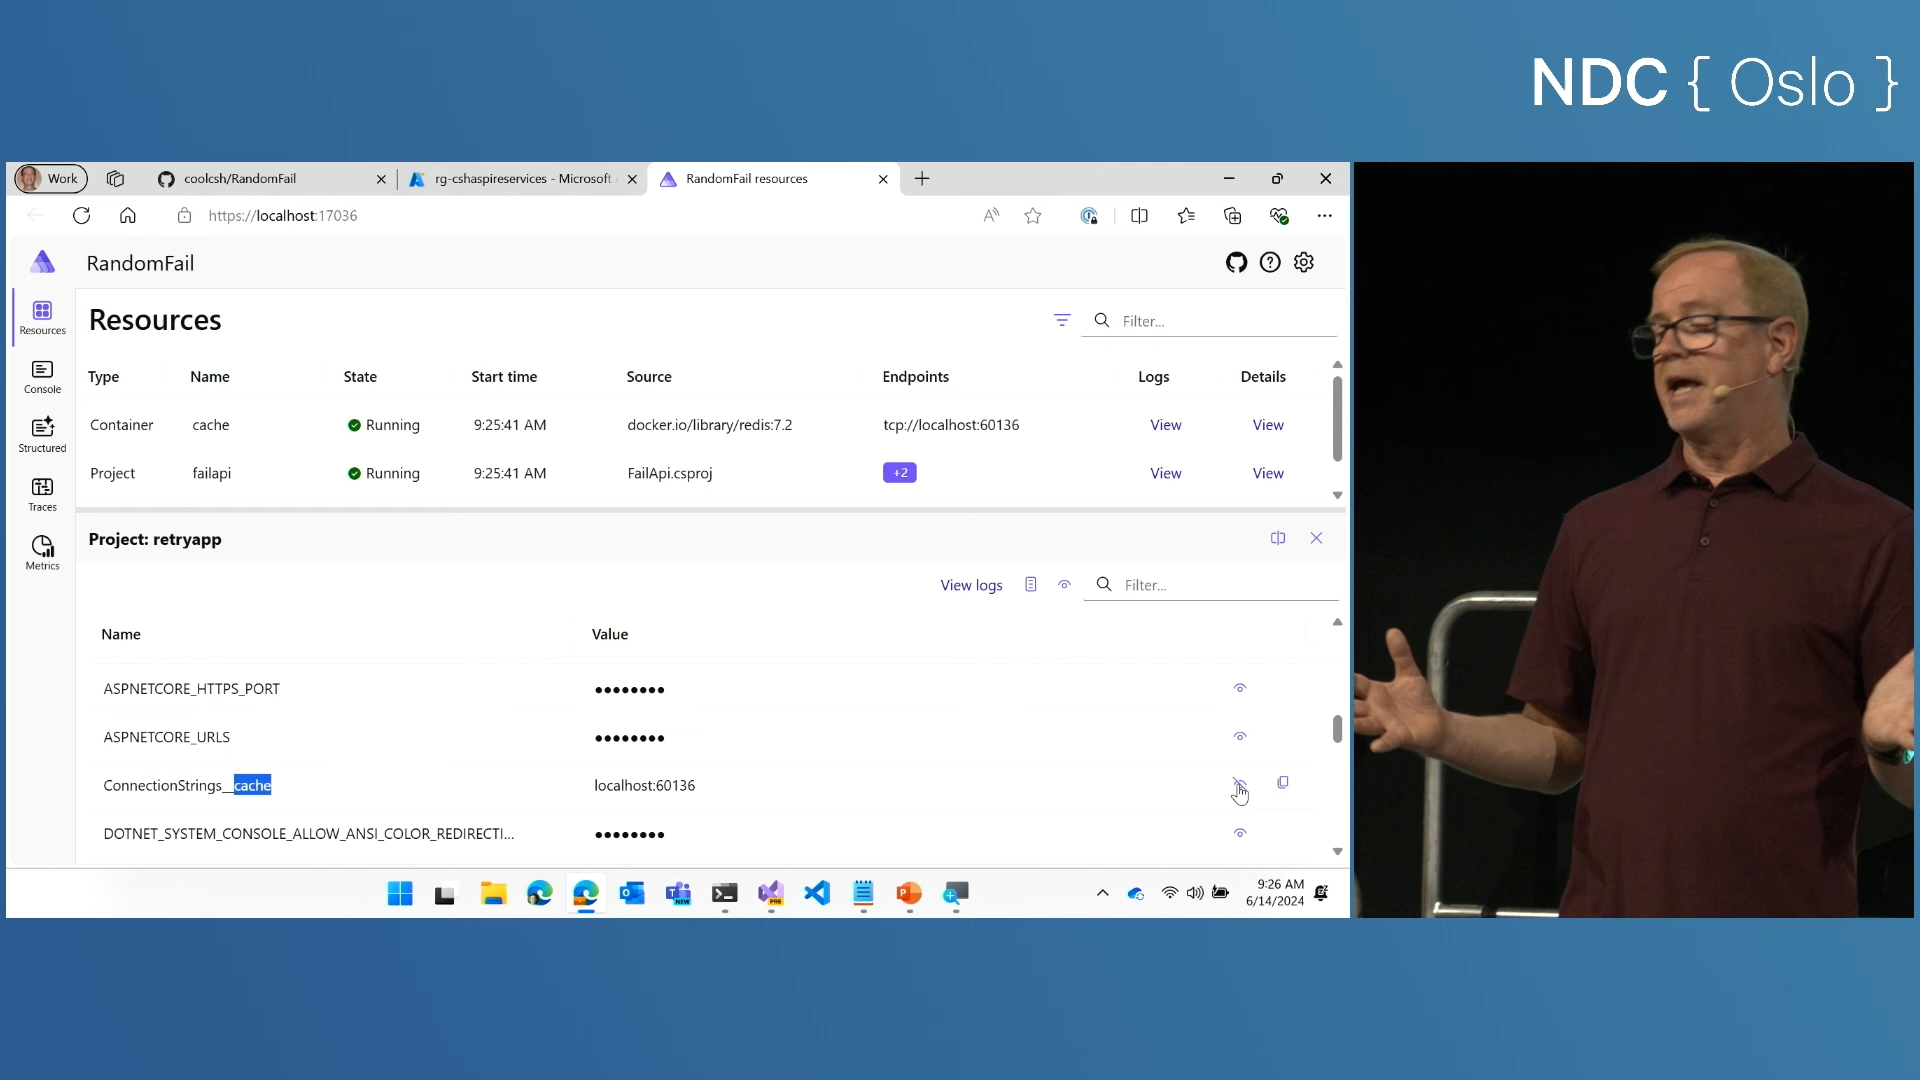 NDC { Oslo }
Work
coolcsh/RandomFail
rg-cshaspireservices - Microsoft
RandomFail resources
https://localhost:17036
RandomFail
Resources
Console
Structured
Traces
Metrics
Resources
Filter...
Type Name State Start time Source Endpoints Logs Details
Container cache Running 9:25:41 AM docker.io/library/redis:7.2 tcp://localhost:60136 View View
Project failapi Running 9:25:41 AM FailApi.csproj +2 View View
Project: retryapp
View logs Filter...
Name Value
ASPNETCORE_HTTPS_PORT ●●●●●●●●
ASPNETCORE_URLS ●●●●●●●●
ConnectionStrings__cache localhost:60136
DOTNET_SYSTEM_CONSOLE_ALLOW_ANSI_COLOR_REDIRECTI... ●●●●●●●●
NEW
PRE
9:26 AM
6/14/2024